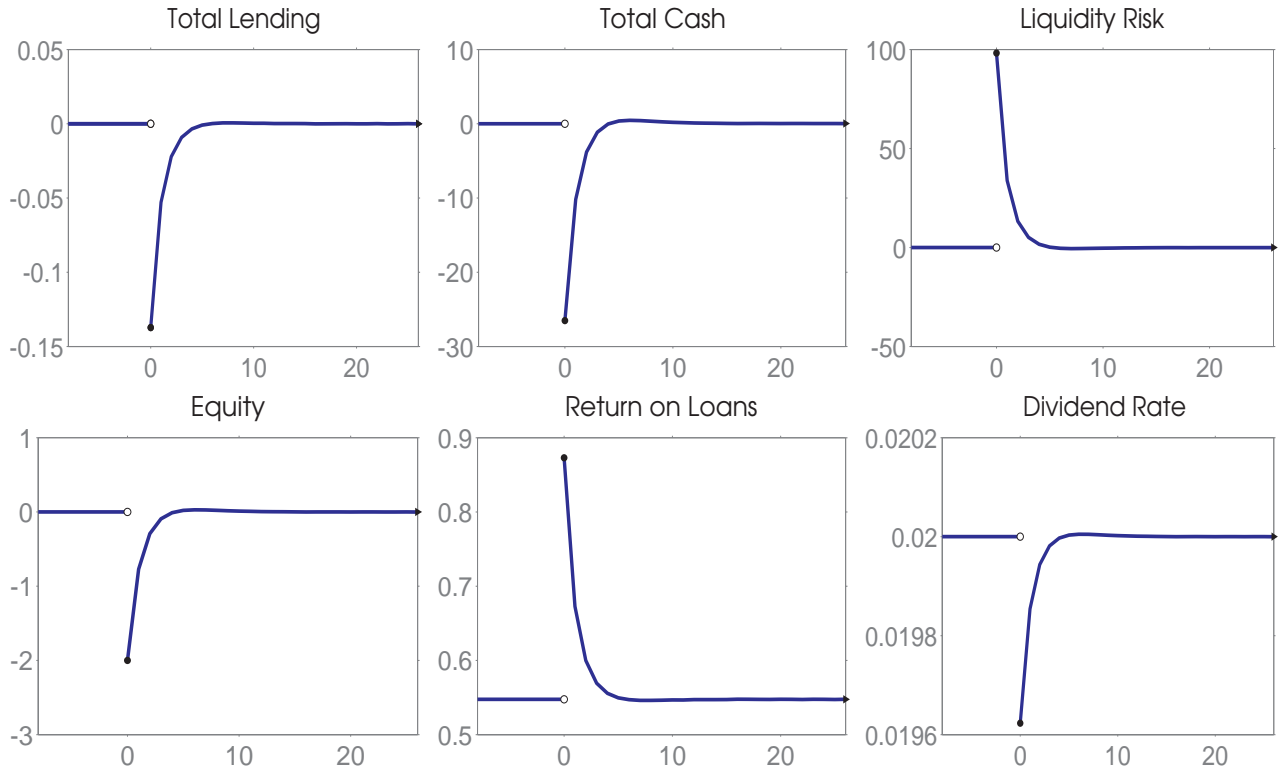 Total Lending
0.05
0
-0.05
-0.1
-0.15
0 10 20
Total Cash
10
0
-10
-20
-30
0 10 20
Liquidity Risk
100
50
0
-50
0 10 20
Equity
1
0
-1
-2
-3
0 10 20
Return on Loans
0.9
0.8
0.7
0.6
0.5
0 10 20
Dividend Rate
0.0202
0.02
0.0198
0.0196
0 10 20